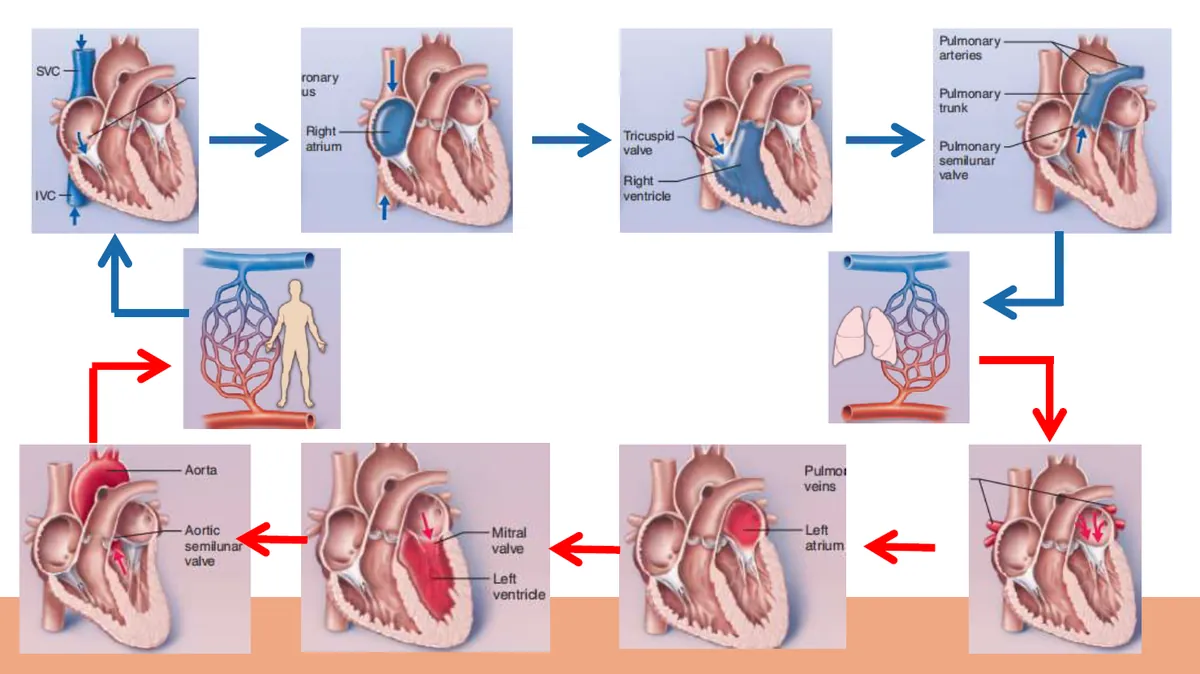 SVC
IVC
ronary
us
Right
atrium
Tricuspid
valve
Right
ventricle
Pulmonary
arteries
Pulmonary
trunk
Pulmonary
semilunar
valve
Aorta
Aortic
semilunar
valve
Mitral
valve
Left
ventricle
Pulmon
veins
Left
atrium